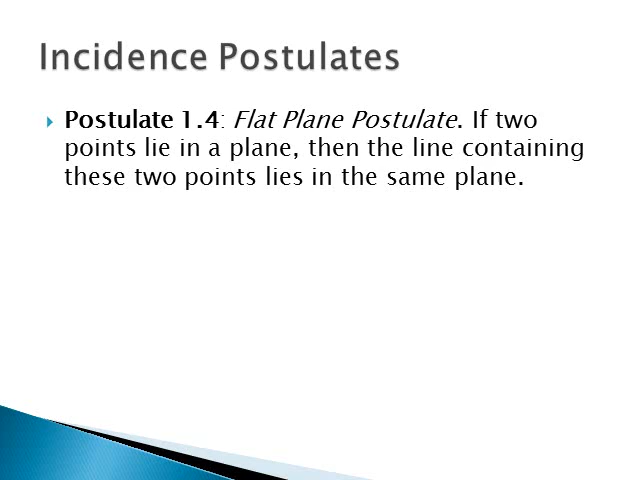 Incidence Postulates
Postulate 1.4: Flat Plane Postulate. If two
points lie in a plane, then the line containing
these two points lies in the same plane.